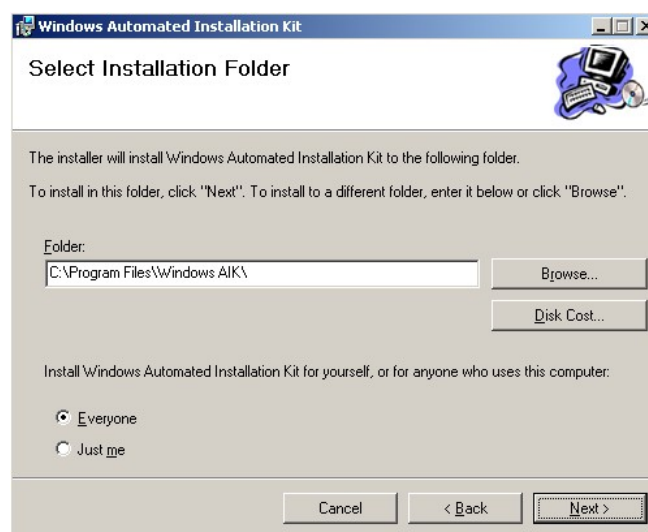 Windows Automated Installation Kit
Select Installation Folder
The installer will install Windows Automated Installation Kit to the following folder.
To install in this folder, click "Next". To install to a different folder, enter it below or click "Browse".
Folder:
C:\Program Files\Windows AIK\
Browse...
Disk Cost...
Install Windows Automated Installation Kit for yourself, or for anyone who uses this computer:
Everyone
Just me
Cancel
< Back
Next >